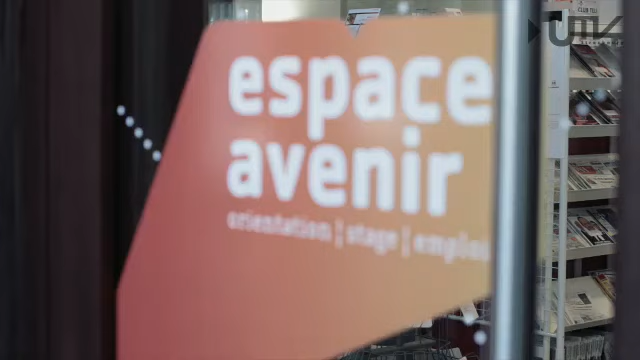 espace
avenir
orientation | stage | emploi